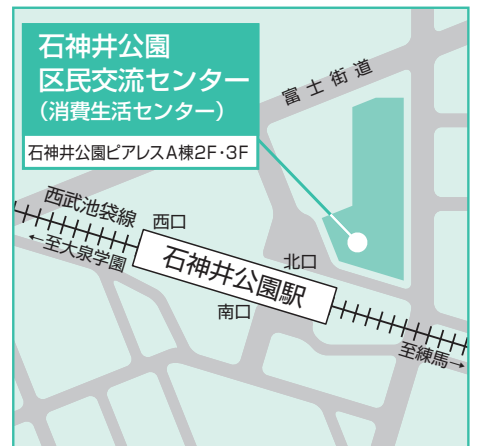 石神井公園
区民交流センター
（消費生活センター）
石神井公園ピアレスA棟2F・3F
富士街道
西武池袋線
西口
←至大泉学園
石神井公園駅
北口
南口
至練馬→